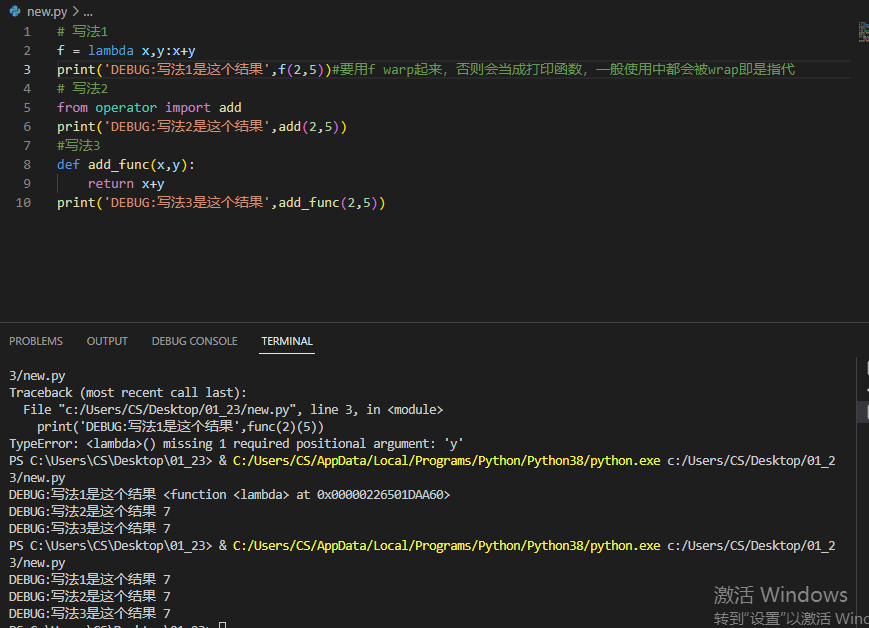 new.py > ...
1 # 写法1
2 f = lambda x,y:x+y
3 print('DEBUG:写法1是这个结果',f(2,5))#要用f warp起来，否则会当成打印函数，一般使用中都会被wrap即是指代
4 # 写法2
5 from operator import add
6 print('DEBUG:写法2是这个结果',add(2,5))
7 #写法3
8 def add_func(x,y):
9     return x+y
10 print('DEBUG:写法3是这个结果',add_func(2,5))
PROBLEMS OUTPUT DEBUG CONSOLE TERMINAL
3/new.py
Traceback (most recent call last):
  File "c:/Users/CS/Desktop/01_23/new.py", line 3, in <module>
    print('DEBUG:写法1是这个结果',func(2)(5))
TypeError: <lambda>() missing 1 required positional argument: 'y'
PS C:\Users\CS\Desktop\01_23> & C:/Users/CS/AppData/Local/Programs/Python/Python38/python.exe c:/Users/CS/Desktop/01_2
3/new.py
DEBUG:写法1是这个结果 <function <lambda> at 0x00000226501DAA60>
DEBUG:写法2是这个结果 7
DEBUG:写法3是这个结果 7
PS C:\Users\CS\Desktop\01_23> & C:/Users/CS/AppData/Local/Programs/Python/Python38/python.exe c:/Users/CS/Desktop/01_2
3/new.py
DEBUG:写法1是这个结果 7
DEBUG:写法2是这个结果 7
DEBUG:写法3是这个结果 7
PS C:\Users\CS\Desktop\01_23>
激活 Windows
转到"设置"以激活 Winc